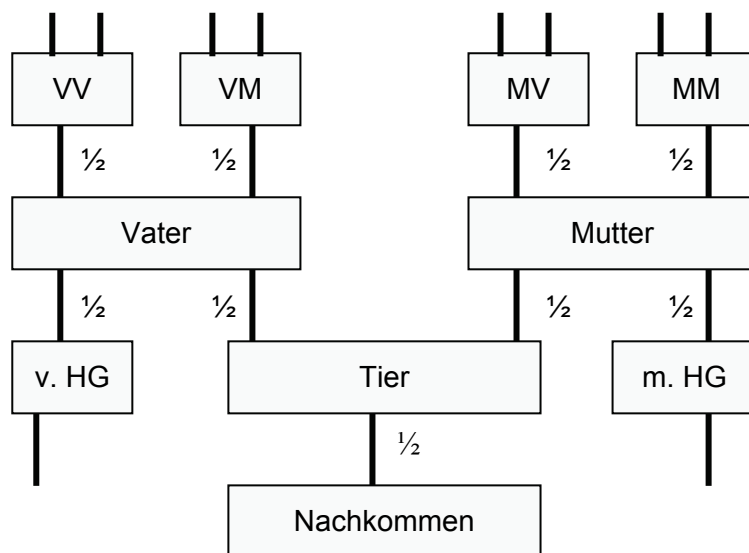 VV VM MV MM
½ ½ ½ ½
Vater Mutter
½ ½ ½ ½
v. HG Tier m. HG
½
Nachkommen